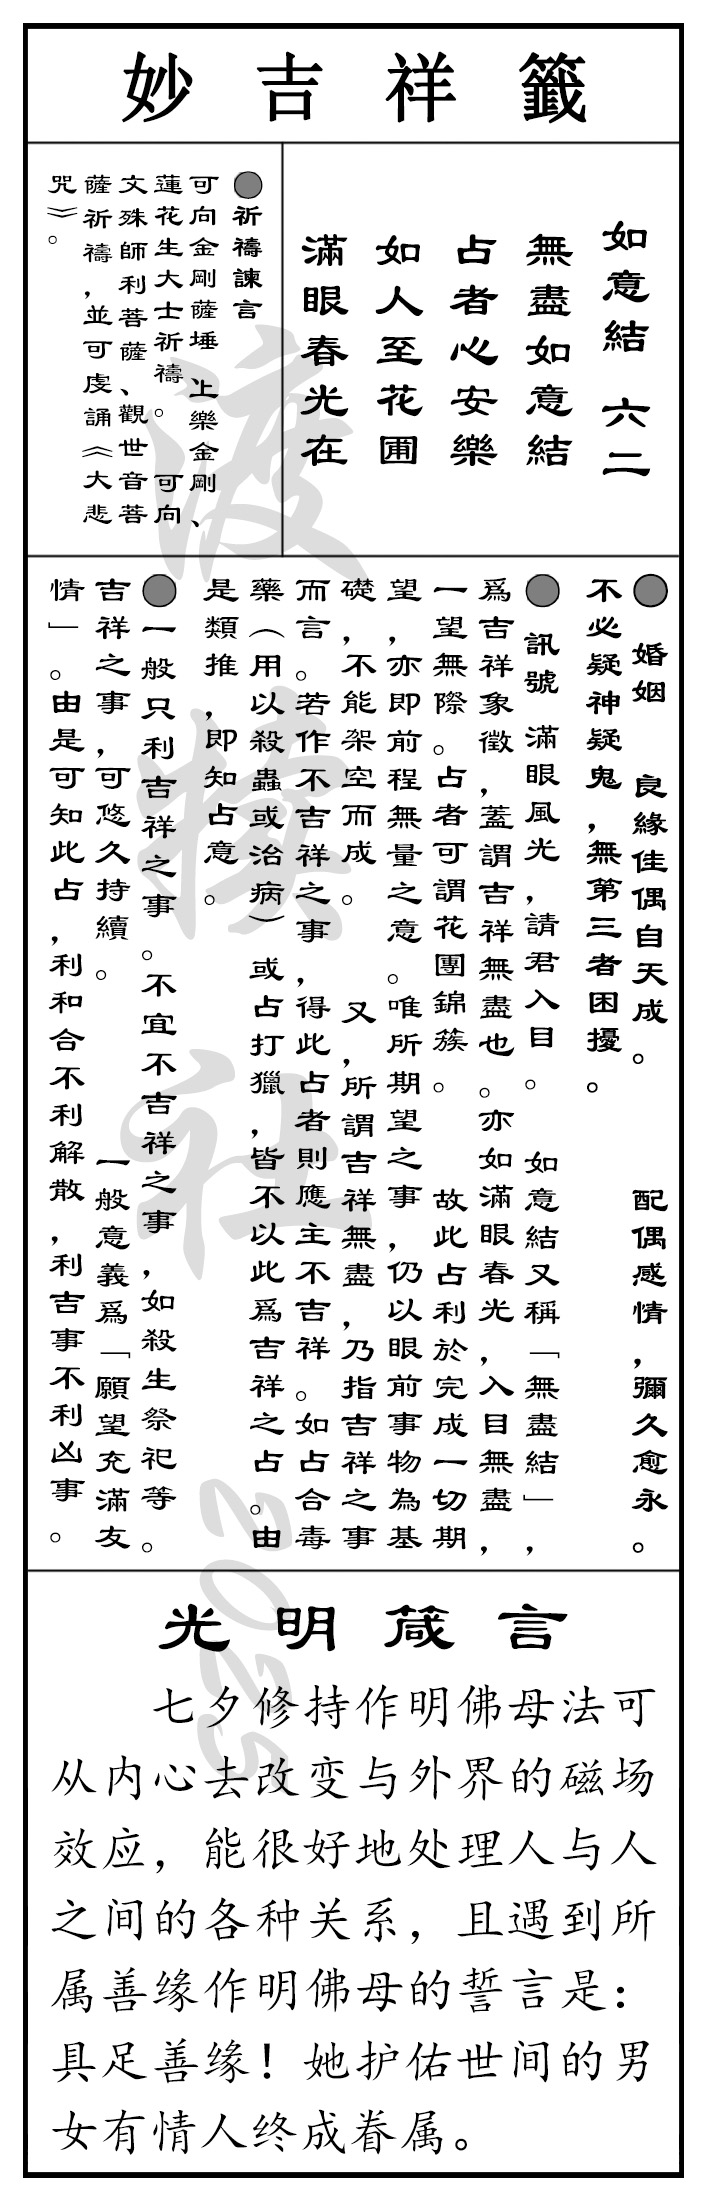 妙吉祥籤
如意結 六二
無盡如意結
占者心安樂
如人至花圃
滿眼春光在
●祈禱諫言
可向金剛薩埵、上樂金剛、
蓮花生大士祈禱。可向
文殊師利菩薩、觀世音菩
薩祈禱,並可虔誦《大悲
咒》。
● 婚姻 良緣佳偶自天成。 配偶感情,彌久愈永。
不必疑神疑鬼,無第三者困擾。
● 訊號 滿眼風光,請君入目。 如意結又稱「無盡結」,
爲吉祥象徵,蓋謂吉祥無盡也。亦如滿眼春光,入目無盡,
一望無際。占者可謂花團錦簇。 故此占利於完成一切期
望,亦即前程無量之意。唯所期望之事,仍以眼前事物為基
礎,不能架空而成。 又,所謂吉祥無盡,乃指吉祥之事
而言。若作不吉祥之事,得此占者則應主不吉祥。如占合毒
藥(用以殺蟲或治病)或占打獵,皆不以此爲吉祥之占。由
是類推,即知占意。
●一般只利吉祥之事。不宜不吉祥之事,如殺生祭祀等。
吉祥之事,可悠久持續。 一般意義爲「願望充滿友
情」。由是可知此占,利和合不利解散,利吉事不利凶事。
光明箴言
七夕修持作明佛母法可
从内心去改变与外界的磁场
效应，能很好地处理人与人
之间的各种关系，且遇到所
属善缘作明佛母的誓言是：
具足善缘！她护佑世间的男
女有情人终成眷属。
渡猋社2025